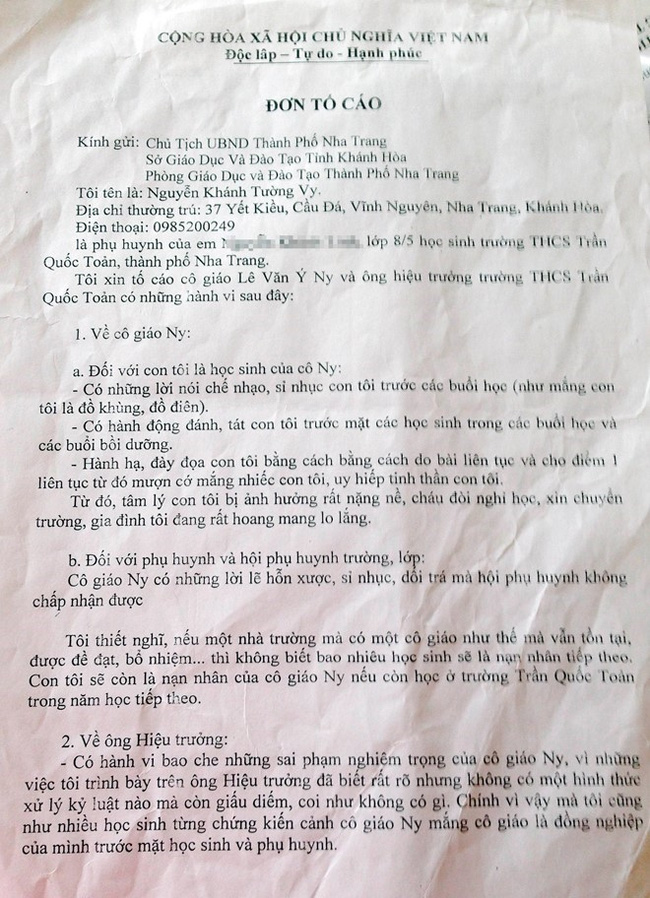 CỘNG HÒA XÃ HỘI CHỦ NGHĨA VIỆT NAM
Độc lập – Tự do - Hạnh phúc
ĐƠN TỐ CÁO
Kính gửi: Chủ Tịch UBND Thành Phố Nha Trang
Sở Giáo Dục Và Đào Tạo Tỉnh Khánh Hòa
Phòng Giáo Dục và Đào Tạo Thành Phố Nha Trang
Tôi tên là: Nguyễn Khánh Tường Vy.
Địa chỉ thường trú: 37 Yết Kiêu, Cầu Đá, Vĩnh Nguyên, Nha Trang, Khánh Hòa.
Điện thoại: 0985200249
là phụ huynh của em lớp 8/5 học sinh trường THCS Trần
Quốc Toản, thành phố Nha Trang.
Tôi xin tố cáo cô giáo Lê Văn Ý Ny và ông hiệu trưởng trường THCS Trần
Quốc Toản có những hành vi sau đây:
1. Về cô giáo Ny:
a. Đối với con tôi là học sinh của cô Ny:
- Có những lời nói chế nhạo, sỉ nhục con tôi trước các buổi học (như mắng con
tôi là đồ khùng, đồ điên).
- Có hành động đánh, tát con tôi trước mặt các học sinh trong các buổi học và
các buổi bồi dưỡng.
- Hành hạ, đày đọa con tôi bằng cách bằng cách dò bài liên tục và cho điểm 1
liên tục từ đó mượn cớ mắng nhiếc con tôi, uy hiếp tinh thần con tôi.
Từ đó, tâm lý con tôi bị ảnh hưởng rất nặng nề, cháu đòi nghỉ học, xin chuyển
trường, gia đình tôi đang rất hoang mang lo lắng.
b. Đối với phụ huynh và hội phụ huynh trường, lớp:
Cô giáo Ny có những lời lẽ hỗn xược, sỉ nhục, dối trá mà hội phụ huynh không
chấp nhận được
Tôi thiết nghĩ, nếu một nhà trường mà có một cô giáo như thế mà vẫn tồn tại,
được đề đạt, bổ nhiệm... thì không biết bao nhiêu học sinh sẽ là nạn nhân tiếp theo.
Con tôi sẽ còn là nạn nhân của cô giáo Ny nếu còn học ở trường Trần Quốc Toản
trong năm học tiếp theo.
2. Về ông Hiệu trưởng:
- Có hành vi bao che những sai phạm nghiệm trọng của cô giáo Ny, vì những
việc tôi trình bày trên ông Hiệu trưởng đã biết rất rõ nhưng không có một hình thức
xử lý kỷ luật nào mà còn giấu diếm, coi như không có gì. Chính vì vậy mà tôi cũng
như nhiều học sinh từng chứng kiến cảnh cô giáo Ny mắng cô giáo là đồng nghiệp
của mình trước mặt học sinh và phụ huynh.